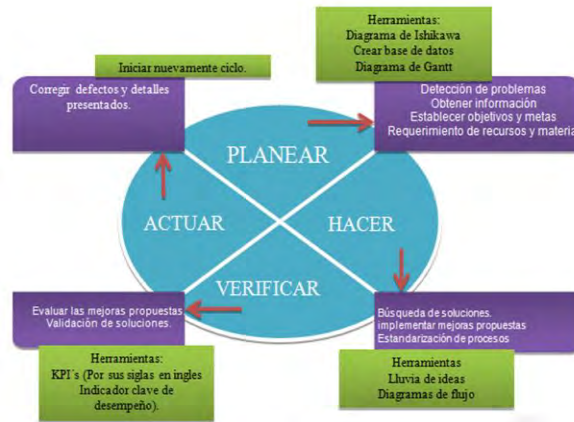 Herramientas:
Diagrama de Ishikawa
Crear base de datos
Diagrama de Gantt
Iniciar nuevamente ciclo.
Corregir defectos y detalles
presentados.
Detección de problemas
Obtener información
Establecer objetivos y metas
Requerimiento de recursos y materia
PLANEAR
ACTUAR
HACER
VERIFICAR
Evaluar las mejoras propuestas
Validación de soluciones.
Búsqueda de soluciones.
implementar mejoras propuestas
Estandarización de procesos
Herramientas:
KPI´s (Por sus siglas en ingles
Indicador clave de
desempeño).
Herramientas
Lluvia de ideas
Diagramas de flujo